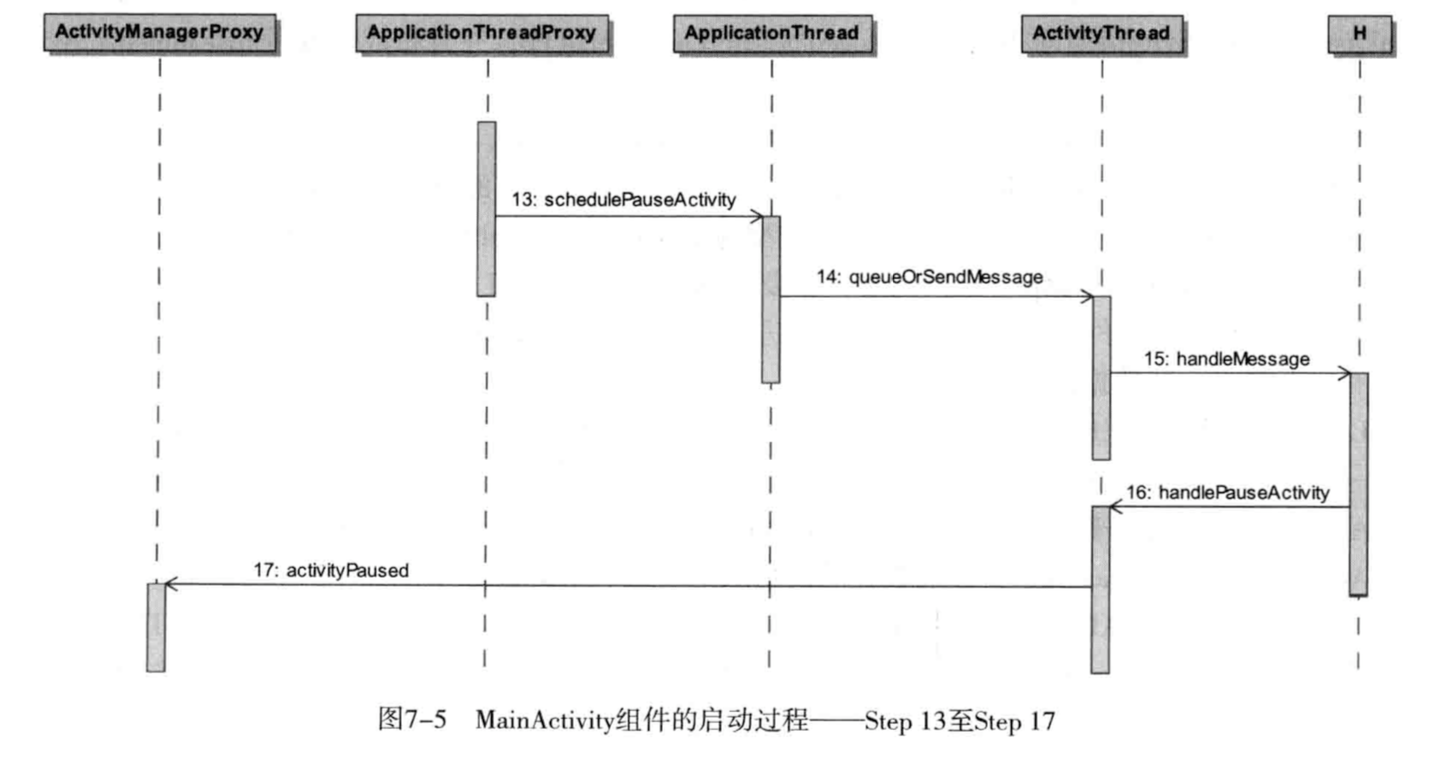 ActivityManagerProxy ApplicationThreadProxy ApplicationThread ActivityThread H
13: schedulePauseActivity
14: queueOrSendMessage
15: handleMessage
16: handlePauseActivity
17: activityPaused
图7-5 MainActivity组件的启动过程——Step 13至Step 17